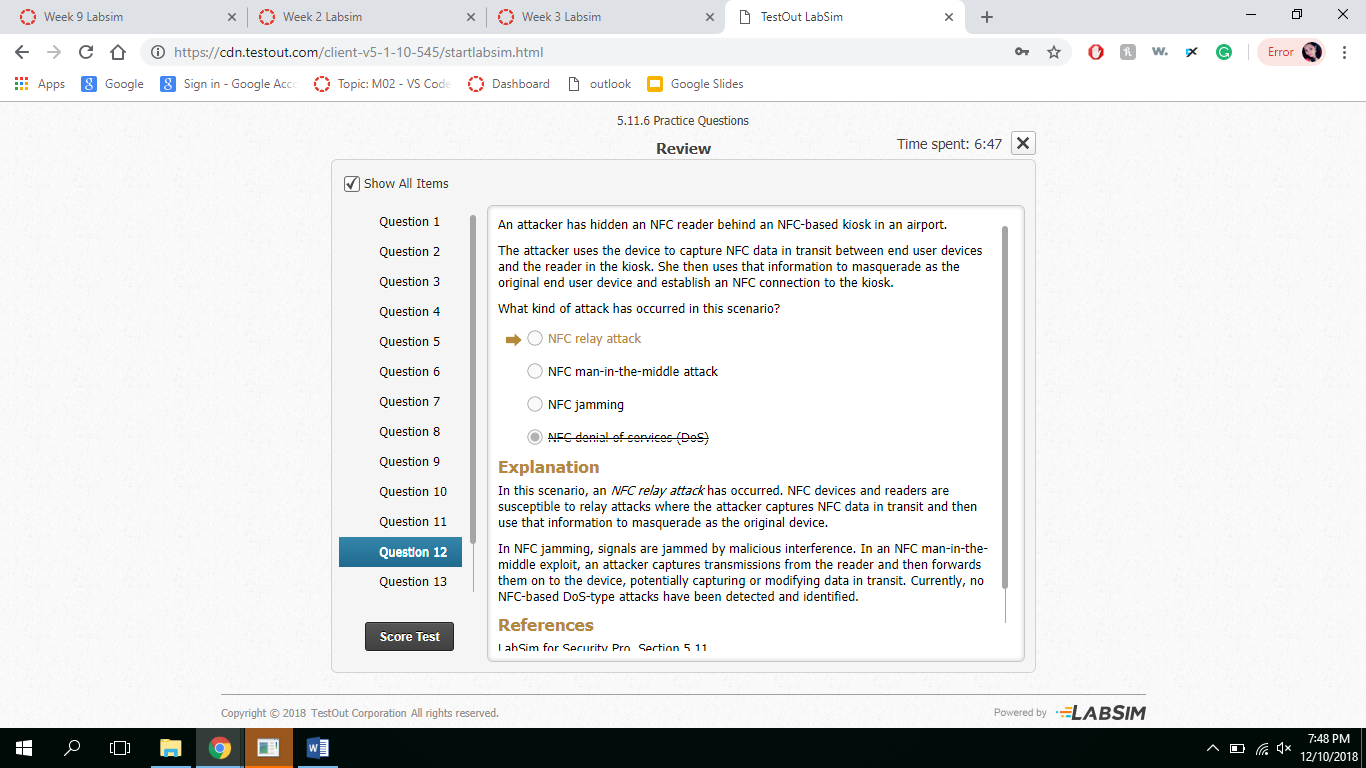 Week 9 Labsim
Week 2 Labsim
Week 3 Labsim
TestOut LabSim
https://cdn.testout.com/client-v5-1-10-545/startlabsim.html
Error
Apps
Google
Sign in - Google Acco
Topic: M02 - VS Code
Dashboard
outlook
Google Slides
5.11.6 Practice Questions
Review
Time spent: 6:47
Show All Items
Question 1
Question 2
Question 3
Question 4
Question 5
Question 6
Question 7
Question 8
Question 9
Question 10
Question 11
Question 12
Question 13
Score Test
An attacker has hidden an NFC reader behind an NFC-based kiosk in an airport.
The attacker uses the device to capture NFC data in transit between end user devices
and the reader in the kiosk. She then uses that information to masquerade as the
original end user device and establish an NFC connection to the kiosk.
What kind of attack has occurred in this scenario?
NFC relay attack
NFC man-in-the-middle attack
NFC jamming
NFC denial of services (DoS)
Explanation
In this scenario, an NFC relay attack has occurred. NFC devices and readers are
susceptible to relay attacks where the attacker captures NFC data in transit and then
use that information to masquerade as the original device.
In NFC jamming, signals are jammed by malicious interference. In an NFC man-in-the-
middle exploit, an attacker captures transmissions from the reader and then forwards
them on to the device, potentially capturing or modifying data in transit. Currently, no
NFC-based DoS-type attacks have been detected and identified.
References
LabSim for Security Pro, Section 5.11
Copyright © 2018 TestOut Corporation All rights reserved.
Powered by LABSIM
7:48 PM
12/10/2018